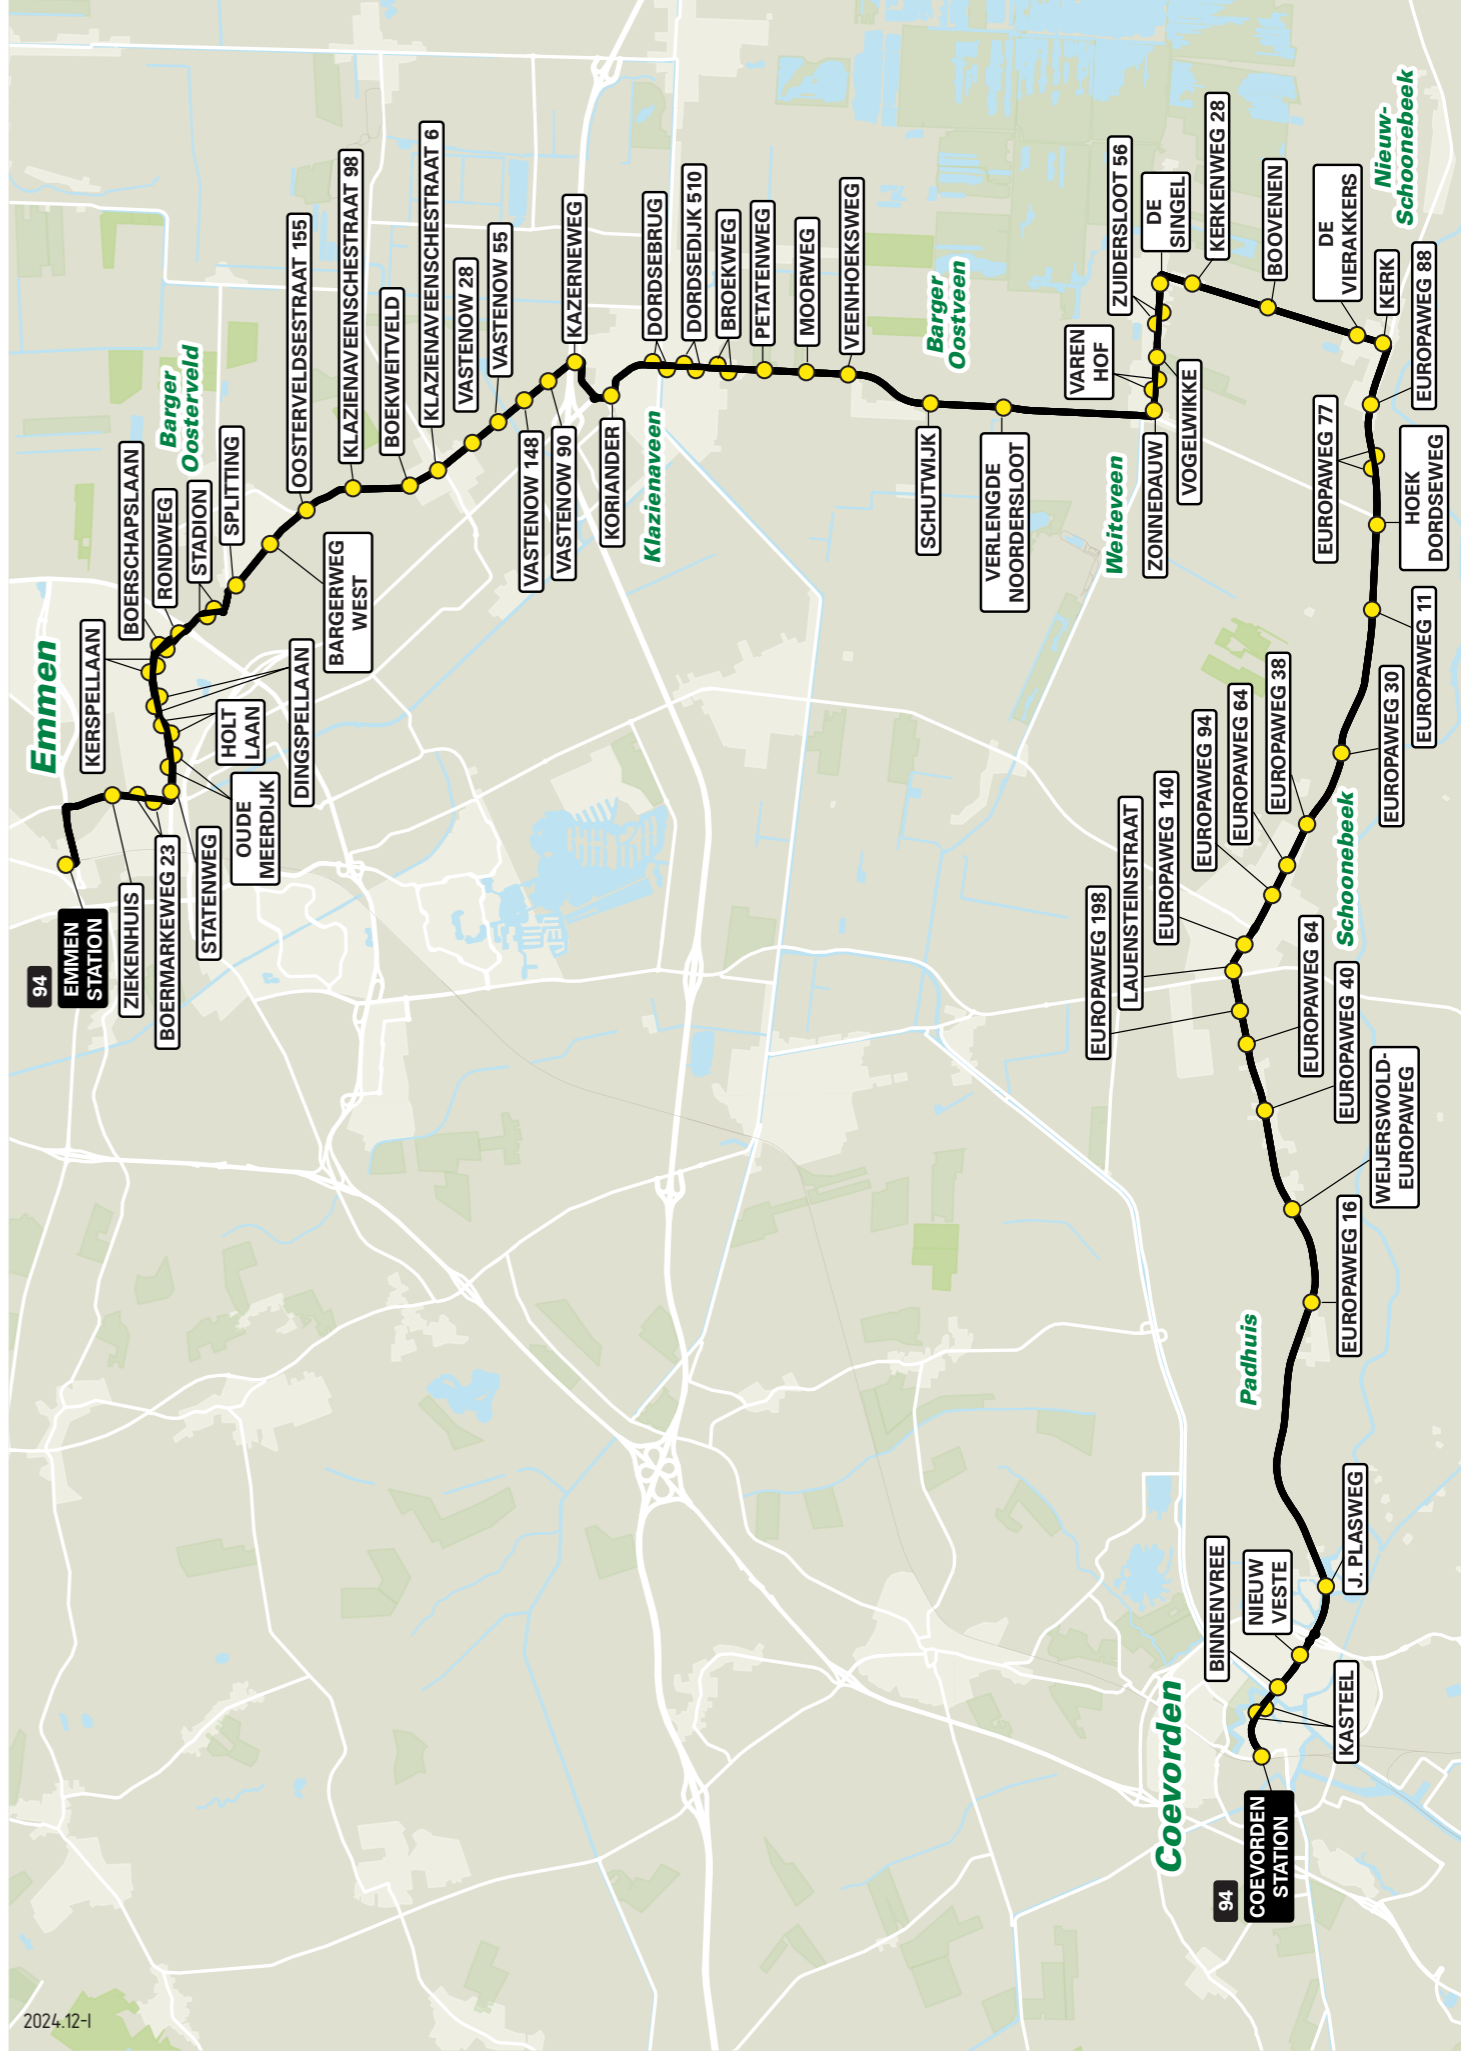 94
EMMEN
STATION
Emmen
ZIEKENHUIS
BOERMARKEWEG 23
STATENWEG
OUDE
MEERDIJK
HOLT
LAAN
DINGSPELLAAN
KERSPELLAAN
BOERSCHAPSLAAN
RONDWEG
STADION
SPLITTING
Barger
Oosterveld
BARGERWEG
WEST
OOSTERVELDSESTRAAT 155
KLAZIENAVEENSCHESTRAAT 98
BOEKWEITVELD
KLAZIENAVEENSCHESTRAAT 6
VASTENOW 28
VASTENOW 55
VASTENOW 148
VASTENOW 90
KAZERNEWEG
KORIANDER
Klazienaveen
DORDSEBRUG
DORDSEDIJK 510
BROEKWEG
PETATENWEG
MOORWEG
VEENHOEKSWEG
Barger
Oostveen
SCHUTWIJK
VERLENGDE
NOORDERSLOOT
Weiteveen
ZONNEDAUW
VAREN
HOF
VOGELWIKKE
ZUIDERSLOOT 56
DE
SINGEL
KERKENWEG 28
BOOVENEN
DE
VIERAKKERS
KERK
Nieuw-
Schoonebeek
EUROPAWEG 88
EUROPAWEG 77
HOEK
DORDSEWEG
EUROPAWEG 11
EUROPAWEG 30
Schoonebeek
EUROPAWEG 38
EUROPAWEG 64
EUROPAWEG 94
EUROPAWEG 140
LAUENSTEINSTRAAT
EUROPAWEG 198
EUROPAWEG 64
EUROPAWEG 40
WEIJERSWOLD-
EUROPAWEG
EUROPAWEG 16
Padhuis
J. PLASWEG
NIEUW
VESTE
BINNENVREE
KASTEEL
Coevorden
94
COEVORDEN
STATION
2024.12-I